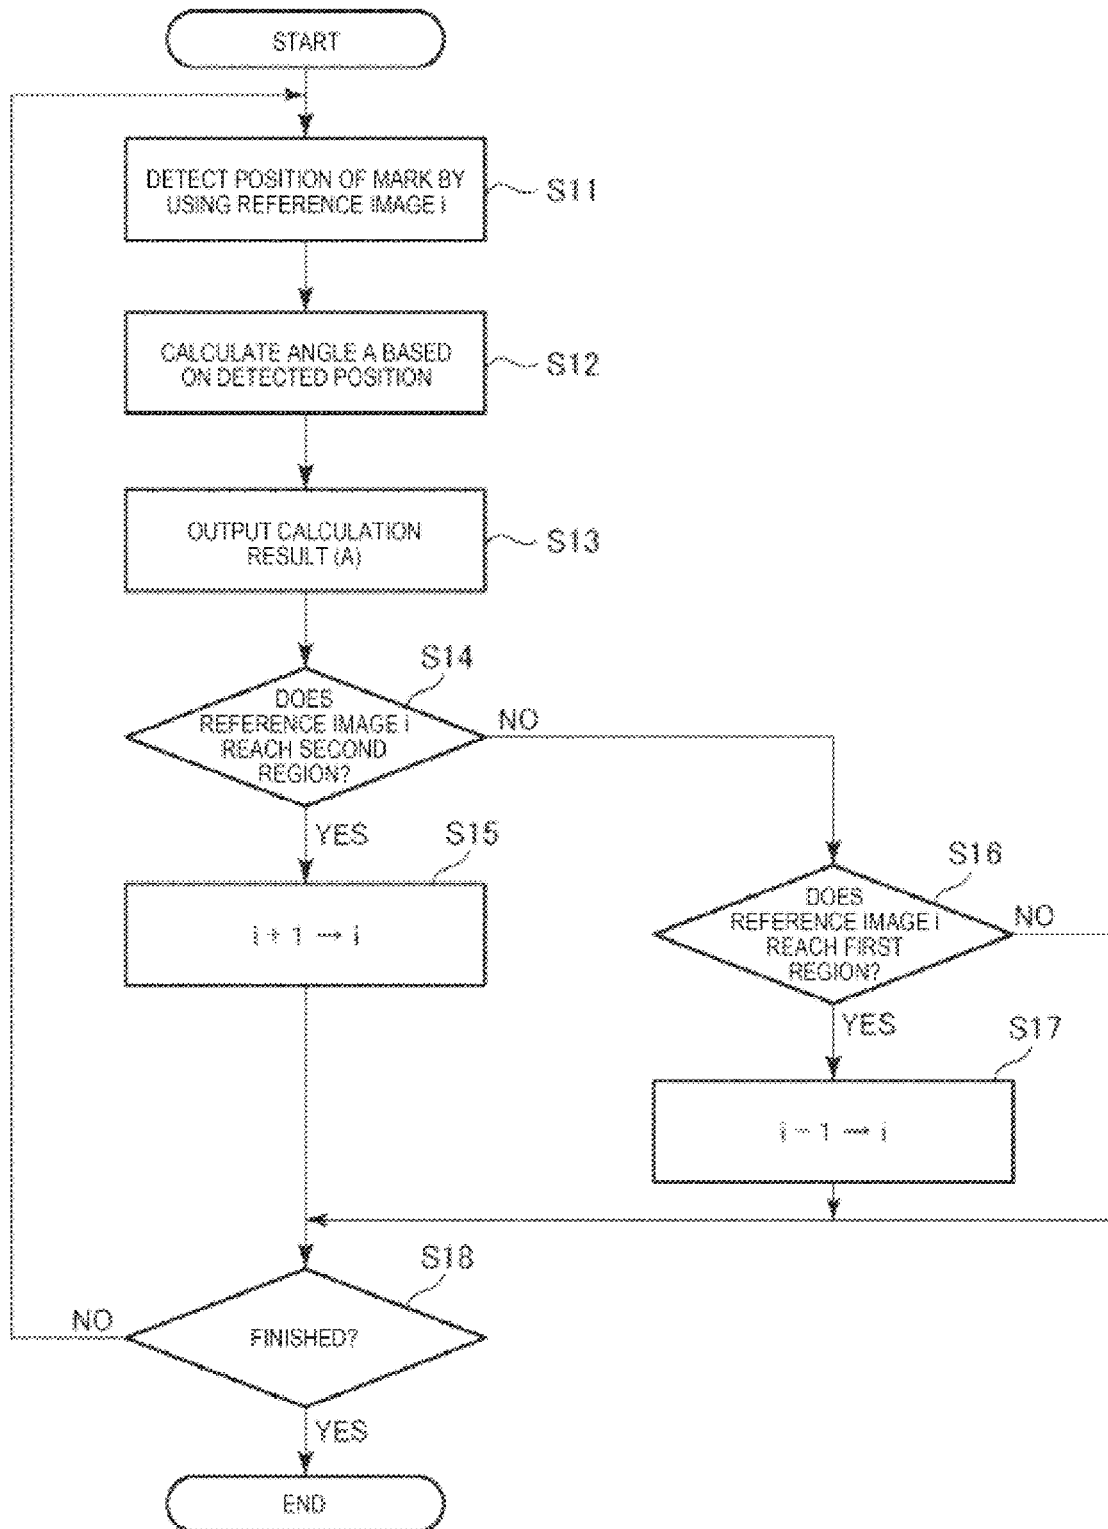 START
DETECT POSITION OF MARK BY
USING REFERENCE IMAGE i
S11
CALCULATE ANGLE A BASED
ON DETECTED POSITION
S12
OUTPUT CALCULATION
RESULT (A)
S13
S14
DOES
REFERENCE IMAGE i
REACH SECOND
REGION?
NO
YES
S15
i + 1 → i
S16
DOES
REFERENCE IMAGE i
REACH FIRST
REGION?
NO
YES
S17
i − 1 → i
S18
FINISHED?
NO
YES
END